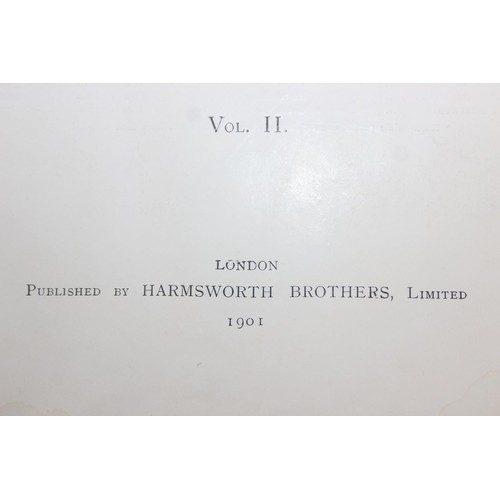 Vol. II.
LONDON
Published by HARMSWORTH BROTHERS, Limited
1901